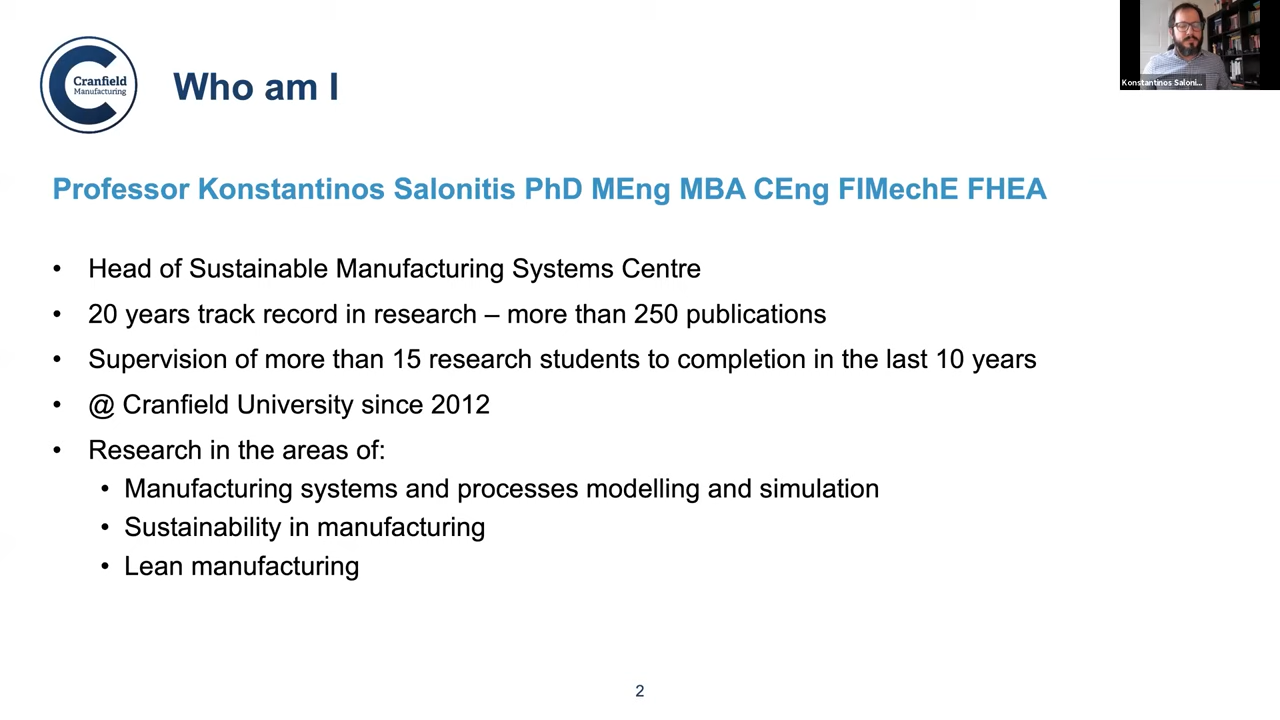 Cranfield
Manufacturing
Who am I
Konstantinos Saloni...
Professor Konstantinos Salonitis PhD MEng MBA CEng FIMechE FHEA
• Head of Sustainable Manufacturing Systems Centre
• 20 years track record in research – more than 250 publications
• Supervision of more than 15 research students to completion in the last 10 years
• @ Cranfield University since 2012
• Research in the areas of:
• Manufacturing systems and processes modelling and simulation
• Sustainability in manufacturing
• Lean manufacturing
2